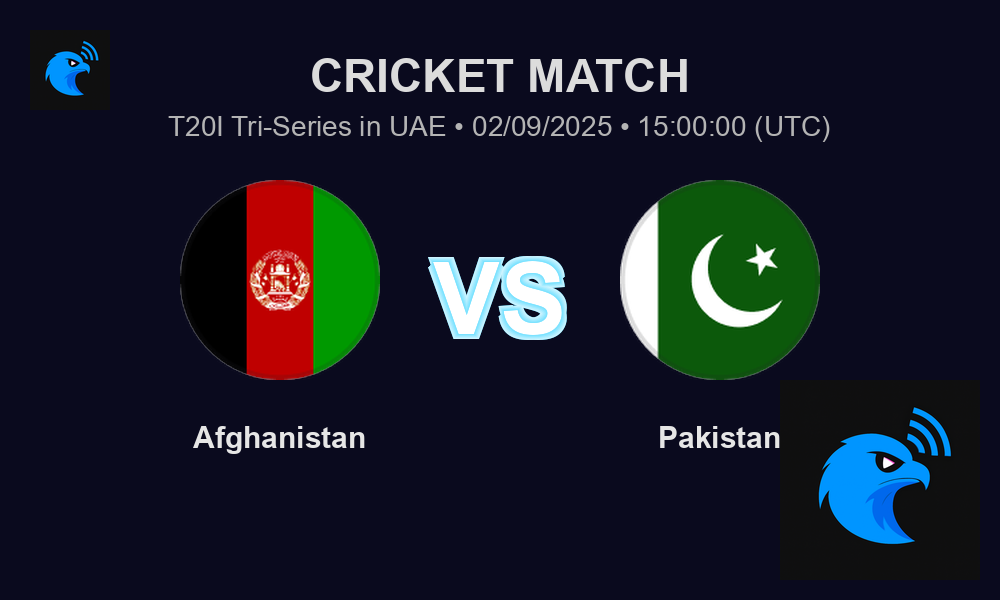 CRICKET MATCH
T20I Tri-Series in UAE • 02/09/2025 • 15:00:00 (UTC)
VS
Afghanistan
Pakistan